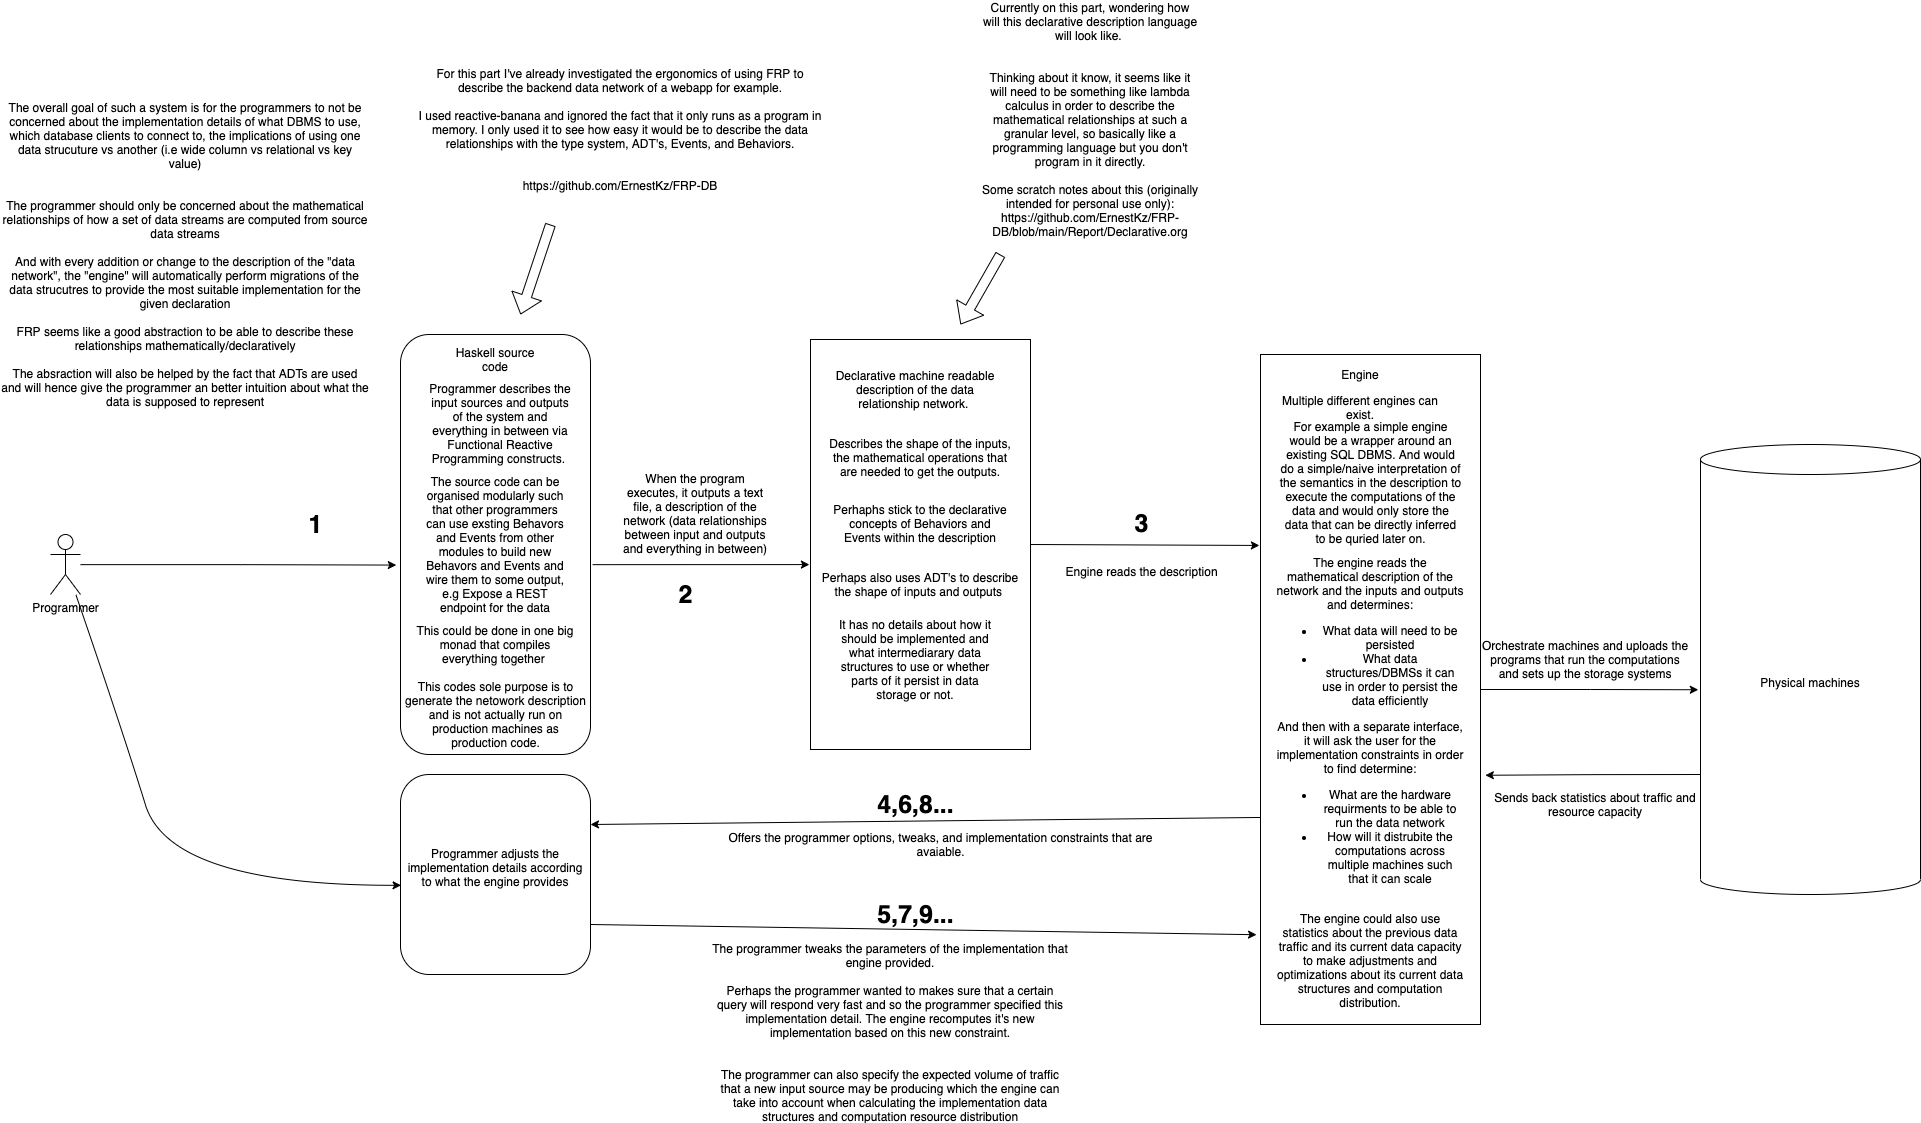 The overall goal of such a system is for the programmers to not be
concerned about the implementation details of what DBMS to use,
which database clients to connect to, the implications of using one
data strucuture vs another (i.e wide column vs relational vs key
value)
The programmer should only be concerned about the mathematical
relationships of how a set of data streams are computed from source
data streams
And with every addition or change to the description of the "data
network", the "engine" will automatically perform migrations of the
data strucutres to provide the most suitable implementation for the
given declaration
FRP seems like a good abstraction to be able to describe these
relationships mathematically/declaratively
The absraction will also be helped by the fact that ADTs are used
and will hence give the programmer an better intuition about what the
data is supposed to represent
For this part I've already investigated the ergonomics of using FRP to
describe the backend data network of a webapp for example.
I used reactive-banana and ignored the fact that it only runs as a program in
memory. I only used it to see how easy it would be to describe the data
relationships with the type system, ADT's, Events, and Behaviors.
https://github.com/ErnestKz/FRP-DB
Currently on this part, wondering how
will this declarative description language
will look like.
Thinking about it know, it seems like it
will need to be something like lambda
calculus in order to describe the
mathematical relationships at such a
granular level, so basically like a
programming language but you don't
program in it directly.
Some scratch notes about this (originally
intended for personal use only):
https://github.com/ErnestKz/FRP-
DB/blob/main/Report/Declarative.org
Programmer
1
Haskell source
code
Programmer describes the
input sources and outputs
of the system and
everything in between via
Functional Reactive
Programming constructs.
The source code can be
organised modularly such
that other programmers
can use exsting Behavors
and Events from other
modules to build new
Behavors and Events and
wire them to some output,
e.g Expose a REST
endpoint for the data
This could be done in one big
monad that compiles
everything together
This codes sole purpose is to
generate the netowork description
and is not actually run on
production machines as
production code.
When the program
executes, it outputs a text
file, a description of the
network (data relationships
between input and outputs
and everything in between)
2
Declarative machine readable
description of the data
relationship network.
Describes the shape of the inputs,
the mathematical operations that
are needed to get the outputs.
Perhaphs stick to the declarative
concepts of Behaviors and
Events within the description
Perhaps also uses ADT's to describe
the shape of inputs and outputs
It has no details about how it
should be implemented and
what intermediarary data
structures to use or whether
parts of it persist in data
storage or not.
3
Engine reads the description
Engine
Multiple different engines can
exist.
For example a simple engine
would be a wrapper around an
existing SQL DBMS. And would
do a simple/naive interpretation of
the semantics in the description to
execute the computations of the
data and would only store the
data that can be directly inferred
to be quried later on.
The engine reads the
mathematical description of the
network and the inputs and outputs
and determines:
• What data will need to be
persisted
• What data
structures/DBMSs it can
use in order to persist the
data efficiently
And then with a separate interface,
it will ask the user for the
implementation constraints in order
to find determine:
• What are the hardware
requirments to be able to
run the data network
• How will it distrubite the
computations across
multiple machines such
that it can scale
The engine could also use
statistics about the previous data
traffic and its current data capacity
to make adjustments and
optimizations about its current data
structures and computation
distribution.
Orchestrate machines and uploads the
programs that run the computations
and sets up the storage systems
Physical machines
Sends back statistics about traffic and
resource capacity
4,6,8...
Offers the programmer options, tweaks, and implementation constraints that are
avaiable.
Programmer adjusts the
implementation details according
to what the engine provides
5,7,9...
The programmer tweaks the parameters of the implementation that
engine provided.
Perhaps the programmer wanted to makes sure that a certain
query will respond very fast and so the programmer specified this
implementation detail. The engine recomputes it's new
implementation based on this new constraint.
The programmer can also specify the expected volume of traffic
that a new input source may be producing which the engine can
take into account when calculating the implementation data
structures and computation resource distribution